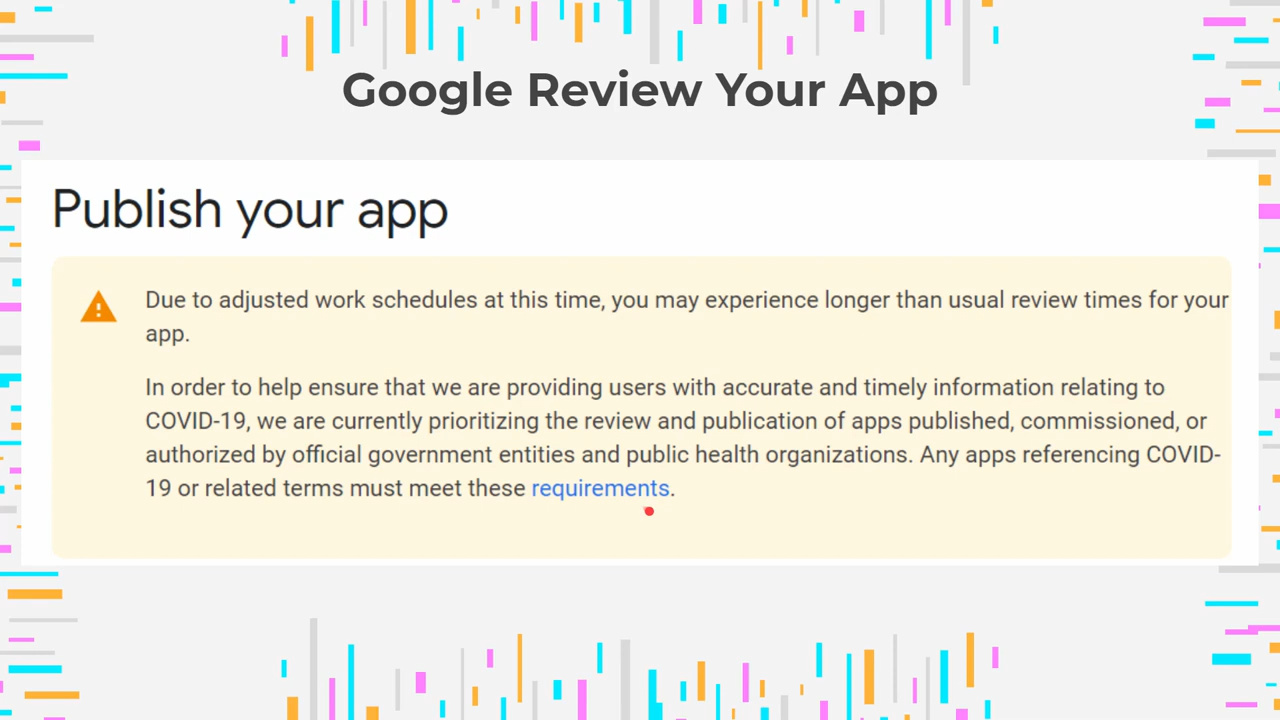 Google Review Your App
Publish your app
Due to adjusted work schedules at this time, you may experience longer than usual review times for your
app.
In order to help ensure that we are providing users with accurate and timely information relating to
COVID-19, we are currently prioritizing the review and publication of apps published, commissioned, or
authorized by official government entities and public health organizations. Any apps referencing COVID-
19 or related terms must meet these requirements.